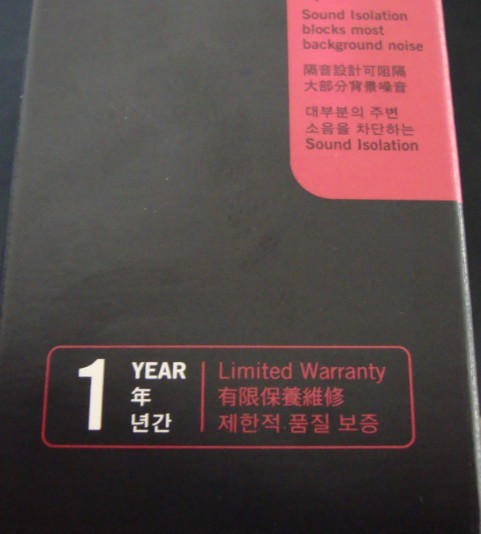 Sound Isolation
blocks most
background noise
隔音設計可阻隔
大部分背景噪音
대부분의 주변
소음을 차단하는
Sound Isolation
1 YEAR
年
년간
Limited Warranty
有限保養維修
제한적 품질 보증